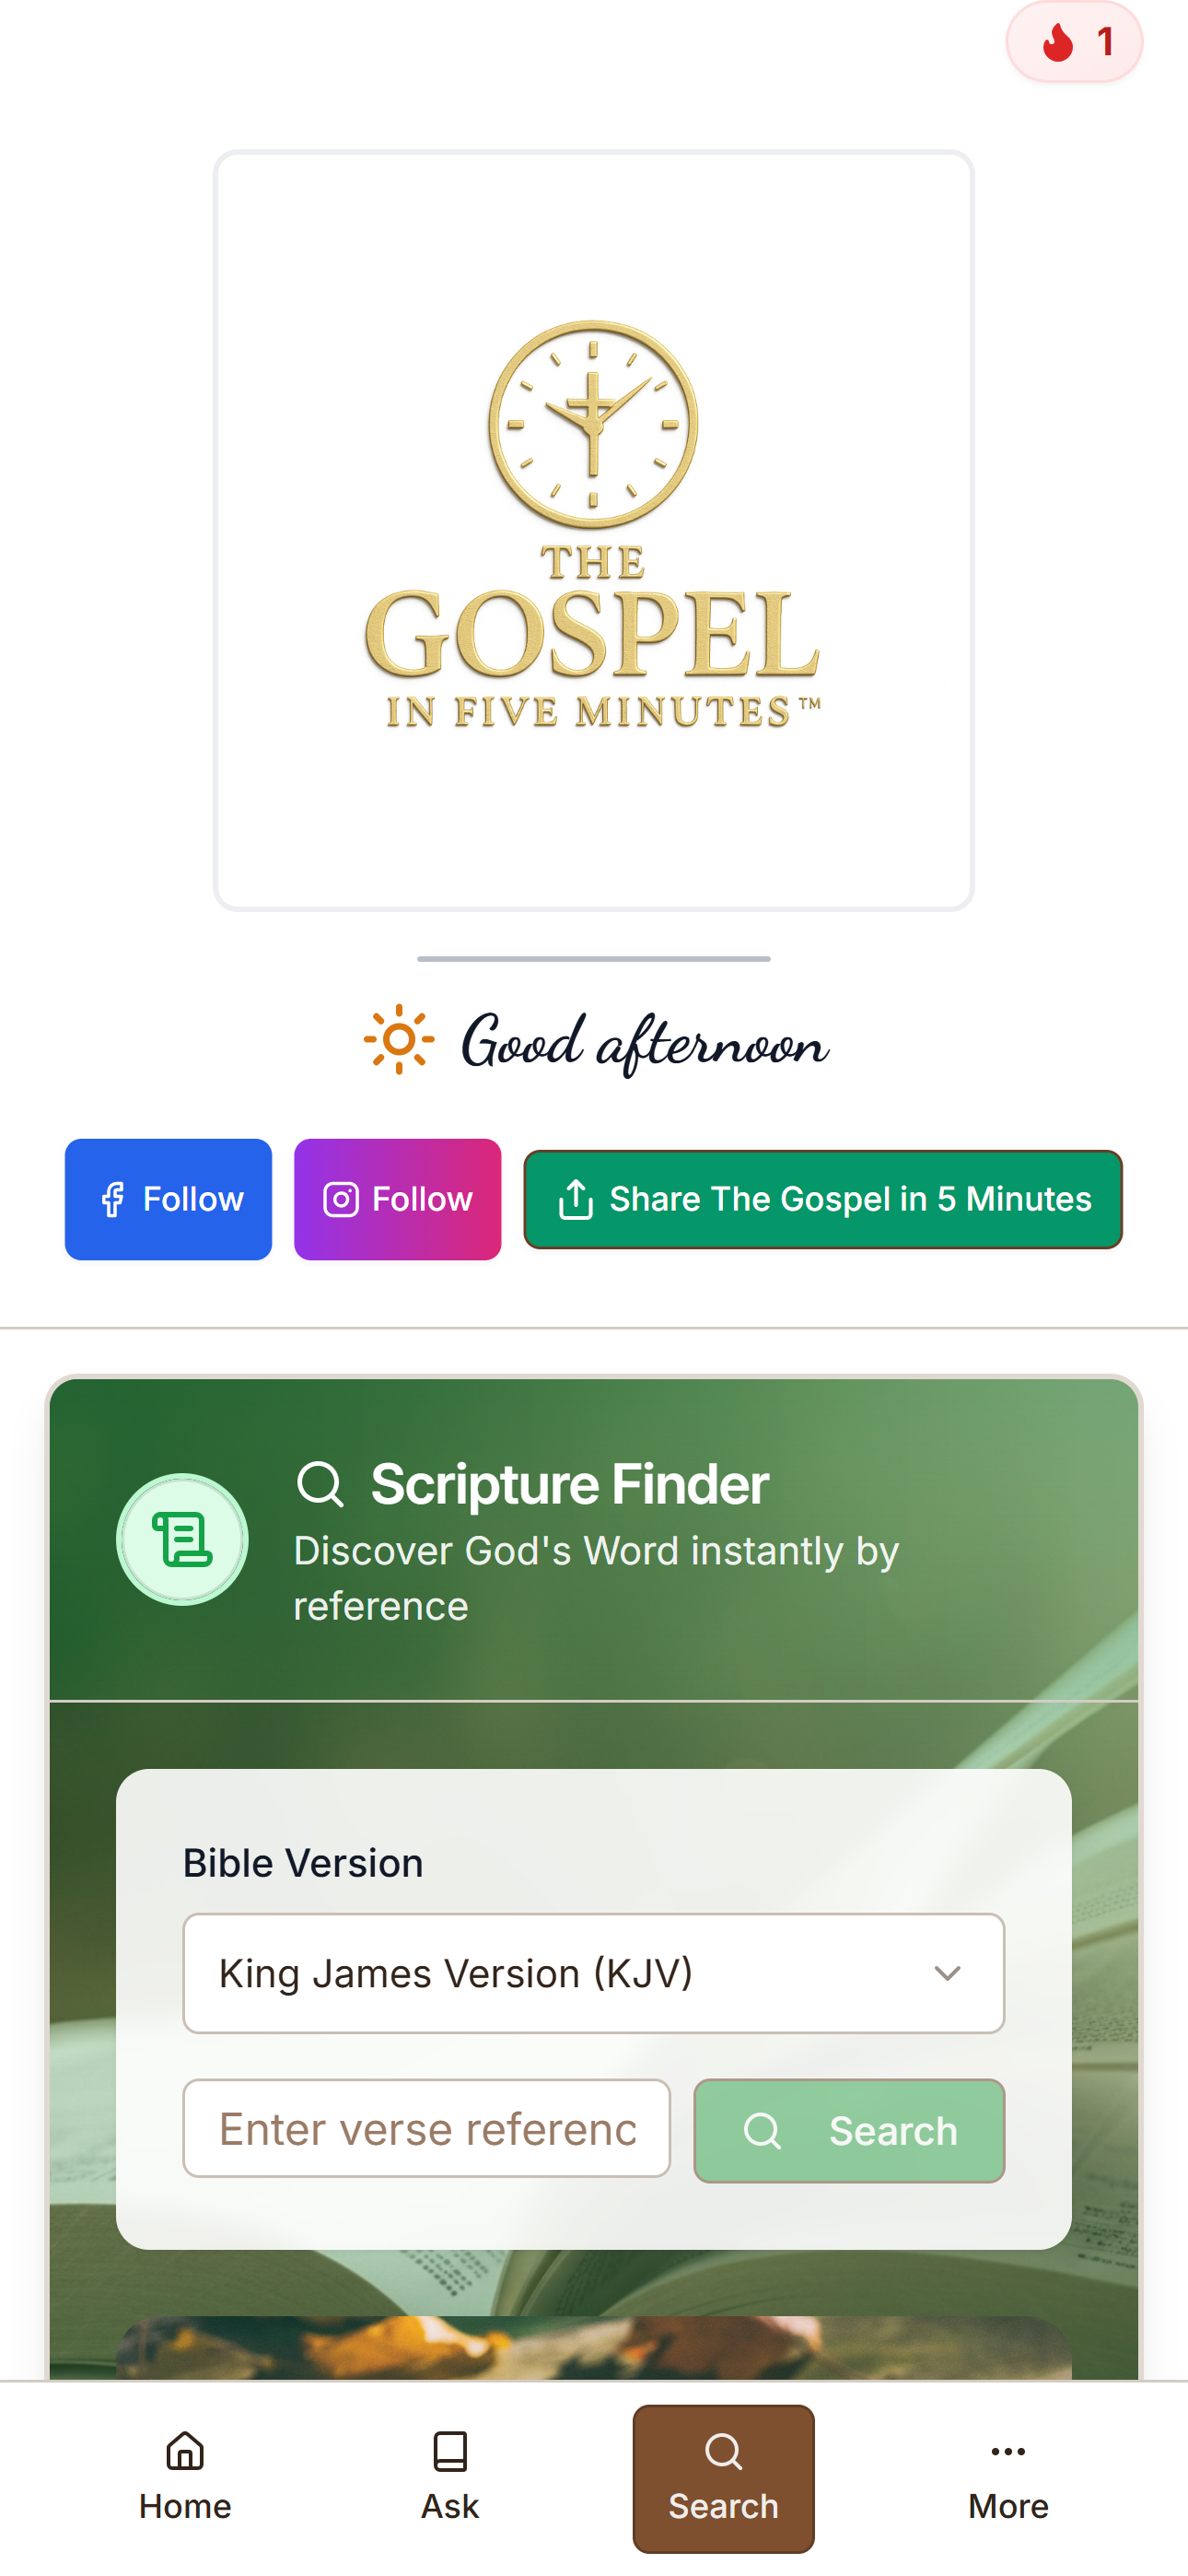 1
THE
GOSPEL
IN FIVE MINUTES™
Good afternoon
Follow
Follow
Share The Gospel in 5 Minutes
Scripture Finder
Discover God's Word instantly by
reference
Bible Version
King James Version (KJV)
Enter verse referenc
Search
Home
Ask
Search
More